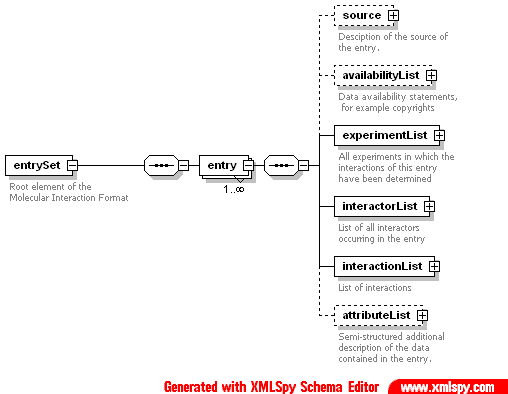 source
Desciption of the source of
the entry.
availabilityList
Data availability statements,
for example copyrights
experimentList
All experiments in which the
interactions of this entry
have been determined
entrySet
entry
1..∞
Root element of the
Molecular Interaction Format
interactorList
List of all interactors
occurring in the entry
interactionList
List of interactions
attributeList
Semi-structured additional
description of the data
contained in the entry.
Generated with XMLSpy Schema Editor www.xmlspy.com